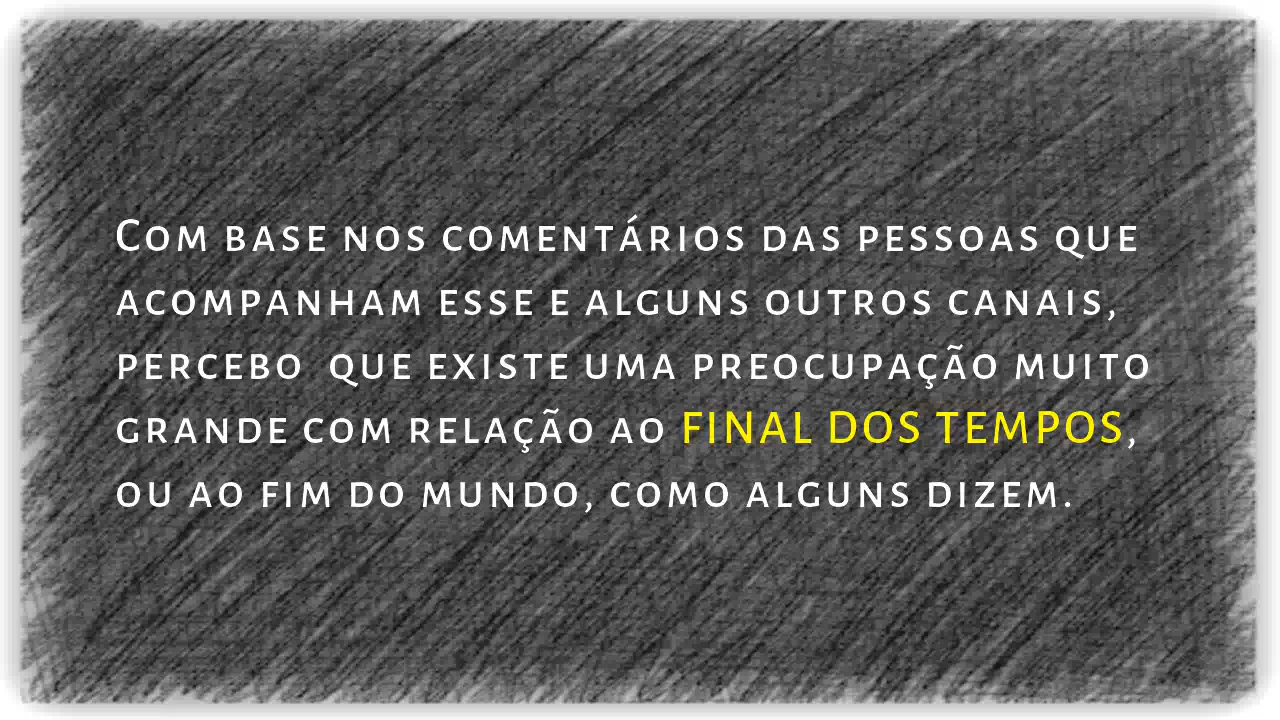 Com base nos comentários das pessoas que
acompanham esse e alguns outros canais,
percebo que existe uma preocupação muito
grande com relação ao FINAL DOS TEMPOS,
ou ao fim do mundo, como alguns dizem.